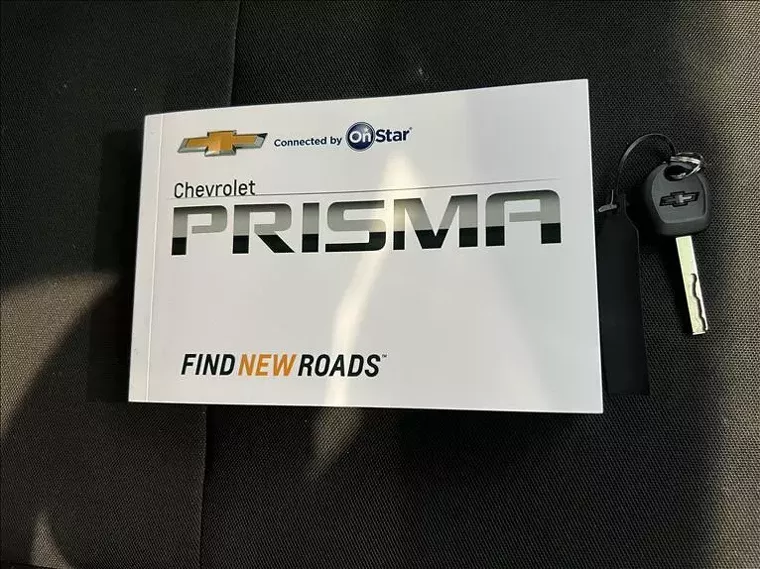 Connected by OnStar®
Chevrolet
PRISMA
FIND NEW ROADS™